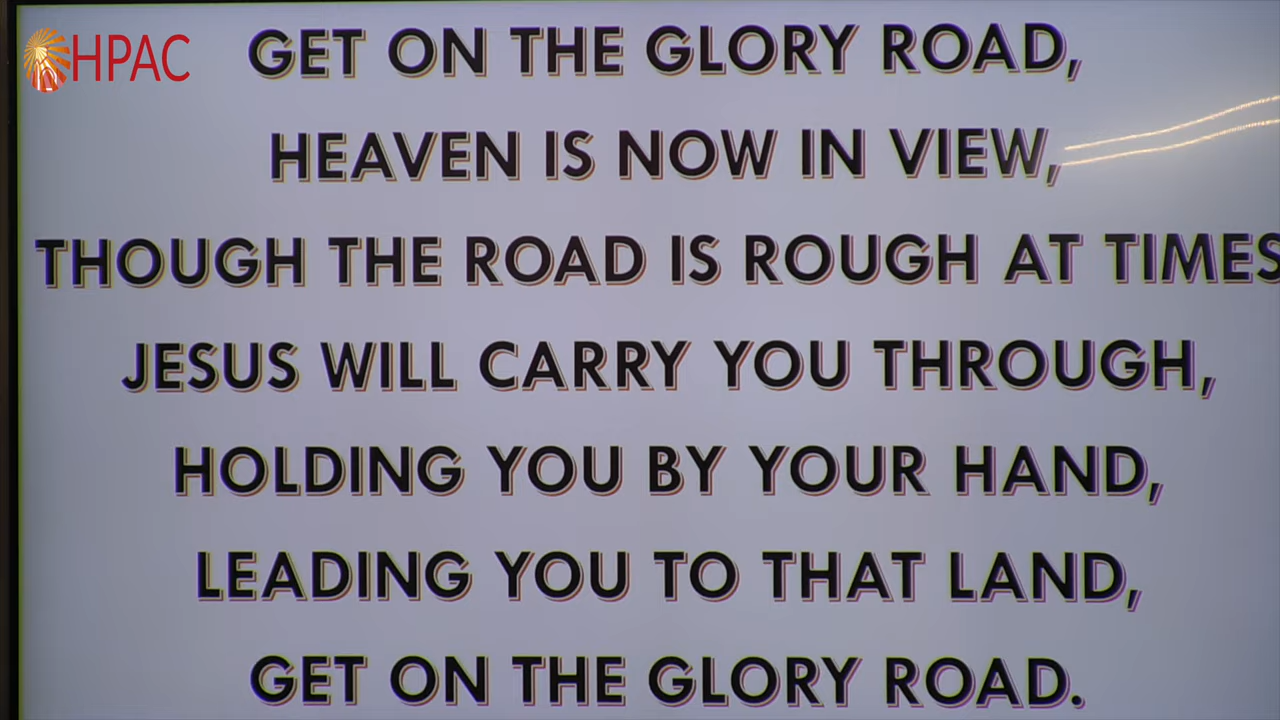 HPAC
GET ON THE GLORY ROAD,
HEAVEN IS NOW IN VIEW,
THOUGH THE ROAD IS ROUGH AT TIMES
JESUS WILL CARRY YOU THROUGH,
HOLDING YOU BY YOUR HAND,
LEADING YOU TO THAT LAND,
GET ON THE GLORY ROAD.